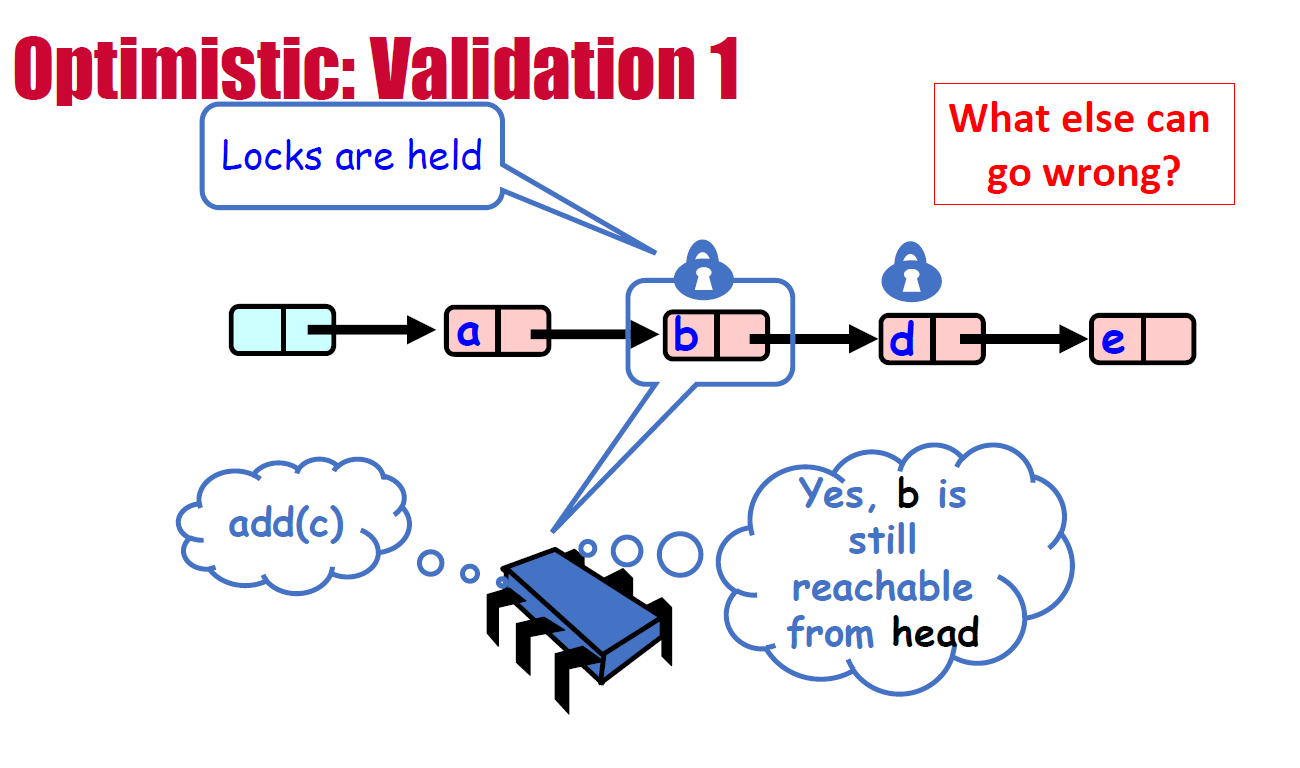 Optimistic: Validation 1
Locks are held
What else can
go wrong?
a
b
d
e
add(c)
Yes, b is
still
reachable
from head